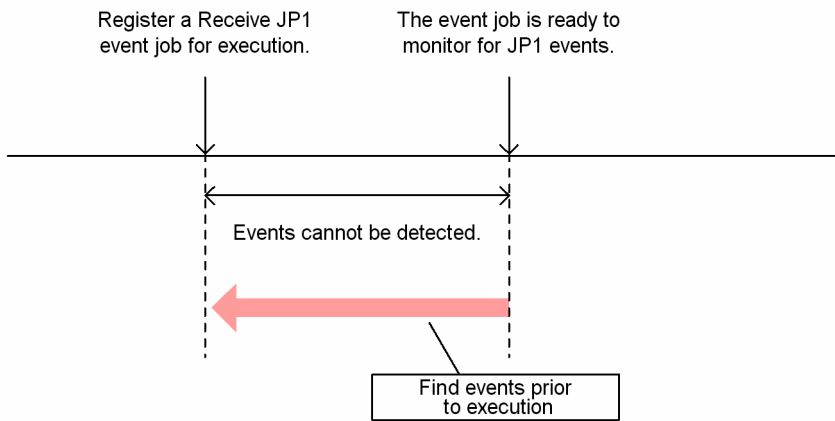 Register a Receive JP1
event job for execution.
The event job is ready to
monitor for JP1 events.
Events cannot be detected.
Find events prior
to execution